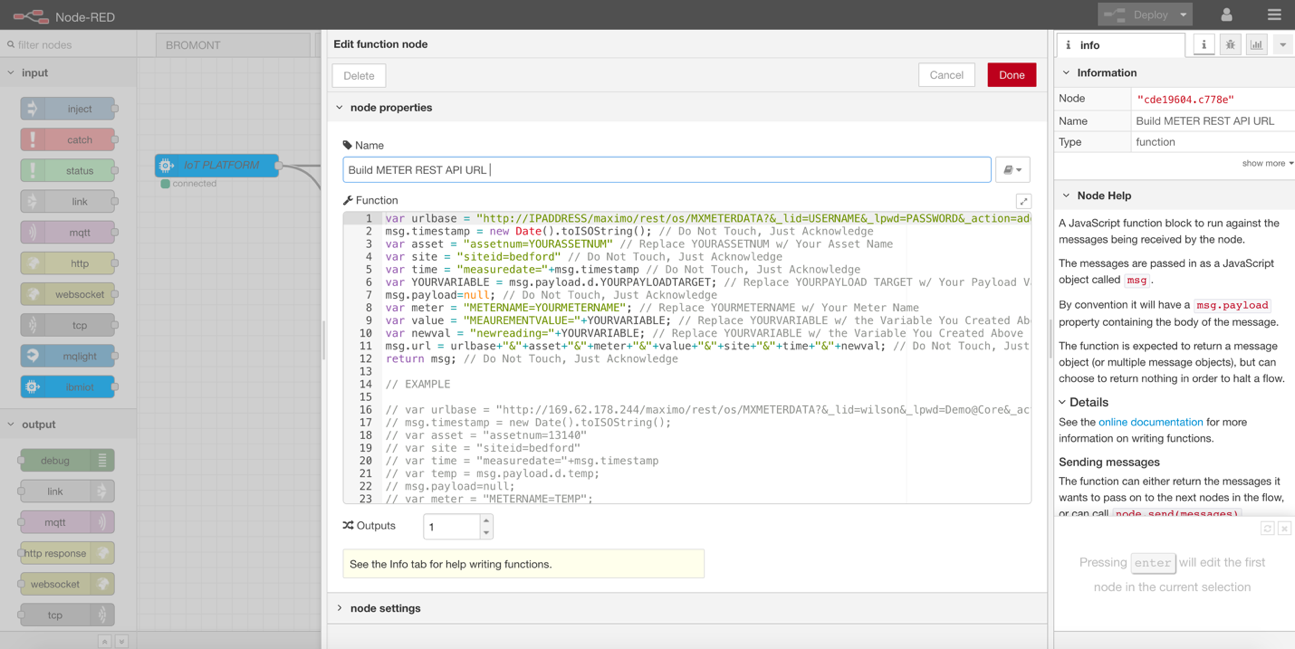 Node-RED
Deploy
filter nodes
input
inject
catch
status
link
mqtt
http
websocket
tcp
mqlight
ibmiot
output
debug
link
mqtt
http response
websocket
tcp
BROMONT
IoT PLATFORM
connected
Edit function node
Delete
Cancel
Done
node properties
Name
Build METER REST API URL
Function
1 var urlbase = "http://IPADDRESS/maximo/rest/os/MXMETERDATA?&_lid=USERNAME&_lpwd=PASSWORD&_action=ad
2 msg.timestamp = new Date().toISOString(); // Do Not Touch, Just Acknowledge
3 var asset = "assetnum=YOURASSETNUM" // Replace YOURASSETNUM w/ Your Asset Name
4 var site = "siteid=bedford" // Do Not Touch, Just Acknowledge
5 var time = "measuredate="+msg.timestamp // Do Not Touch, Just Acknowledge
6 var YOURVARIABLE = msg.payload.d.YOURPAYLOADTARGET; // Replace YOURPAYLOAD TARGET w/ Your Payload V
7 msg.payload=null; // Do Not Touch, Just Acknowledge
8 var meter = "METERNAME=YOURMETERNAME"; // Replace YOURMETERNAME w/ Your Meter Name
9 var value = "MEAUREMENTVALUE="+YOURVARIABLE; // Replace YOURVARIABLE w/ the Variable You Created Ab
10 var newval = "newreading="+YOURVARIABLE; // Replace YOURVARIABLE w/ the Variable You Created Above
11 msg.url = urlbase+"&"+asset+"&"+meter+"&"+value+"&"+site+"&"+time+"&"+newval; // Do Not Touch, Just
12 return msg; // Do Not Touch, Just Acknowledge
13
14 // EXAMPLE
15
16 // var urlbase = "http://169.62.178.244/maximo/rest/os/MXMETERDATA?&_lid=wilson&_lpwd=Demo@Core&_ac
17 // msg.timestamp = new Date().toISOString();
18 // var asset = "assetnum=13140"
19 // var site = "siteid=bedford"
20 // var time = "measuredate="+msg.timestamp
21 // var temp = msg.payload.d.temp;
22 // msg.payload=null;
23 // var meter = "METERNAME=TEMP";
Outputs
1
See the Info tab for help writing functions.
node settings
i info
i
Information
Node "cde19604.c778e"
Name Build METER REST API URL
Type function
show more
Node Help
A JavaScript function block to run against the
messages being received by the node.
The messages are passed in as a JavaScript
object called msg.
By convention it will have a msg.payload
property containing the body of the message.
The function is expected to return a message
object (or multiple message objects), but can
choose to return nothing in order to halt a flow.
Details
See the online documentation for more
information on writing functions.
Sending messages
The function can either return the messages it
wants to pass on to the next nodes in the flow,
or can call node.send(messages)
Pressing enter will edit the first
node in the current selection